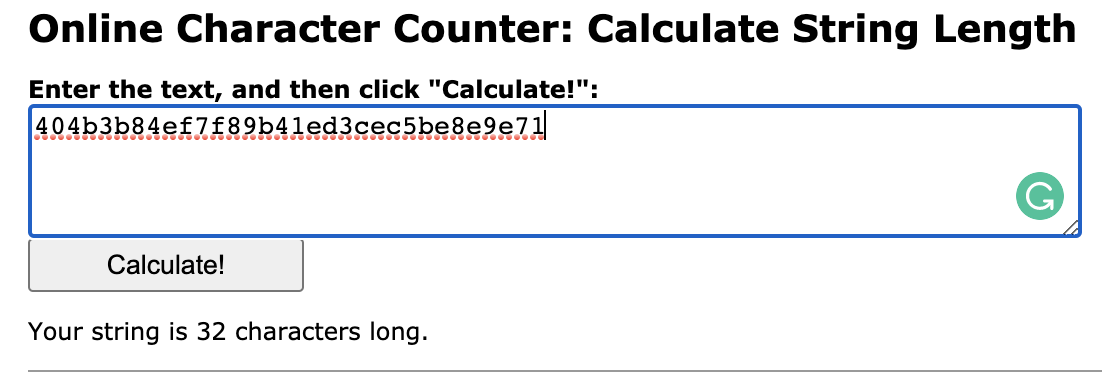 Online Character Counter: Calculate String Length
Enter the text, and then click "Calculate!":
404b3b84ef7f89b41ed3cec5be8e9e71
Calculate!
Your string is 32 characters long.